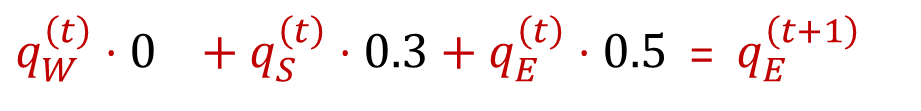 q_W^{(t)} · 0 + q_S^{(t)} · 0.3 + q_E^{(t)} · 0.5 = q_E^{(t+1)}